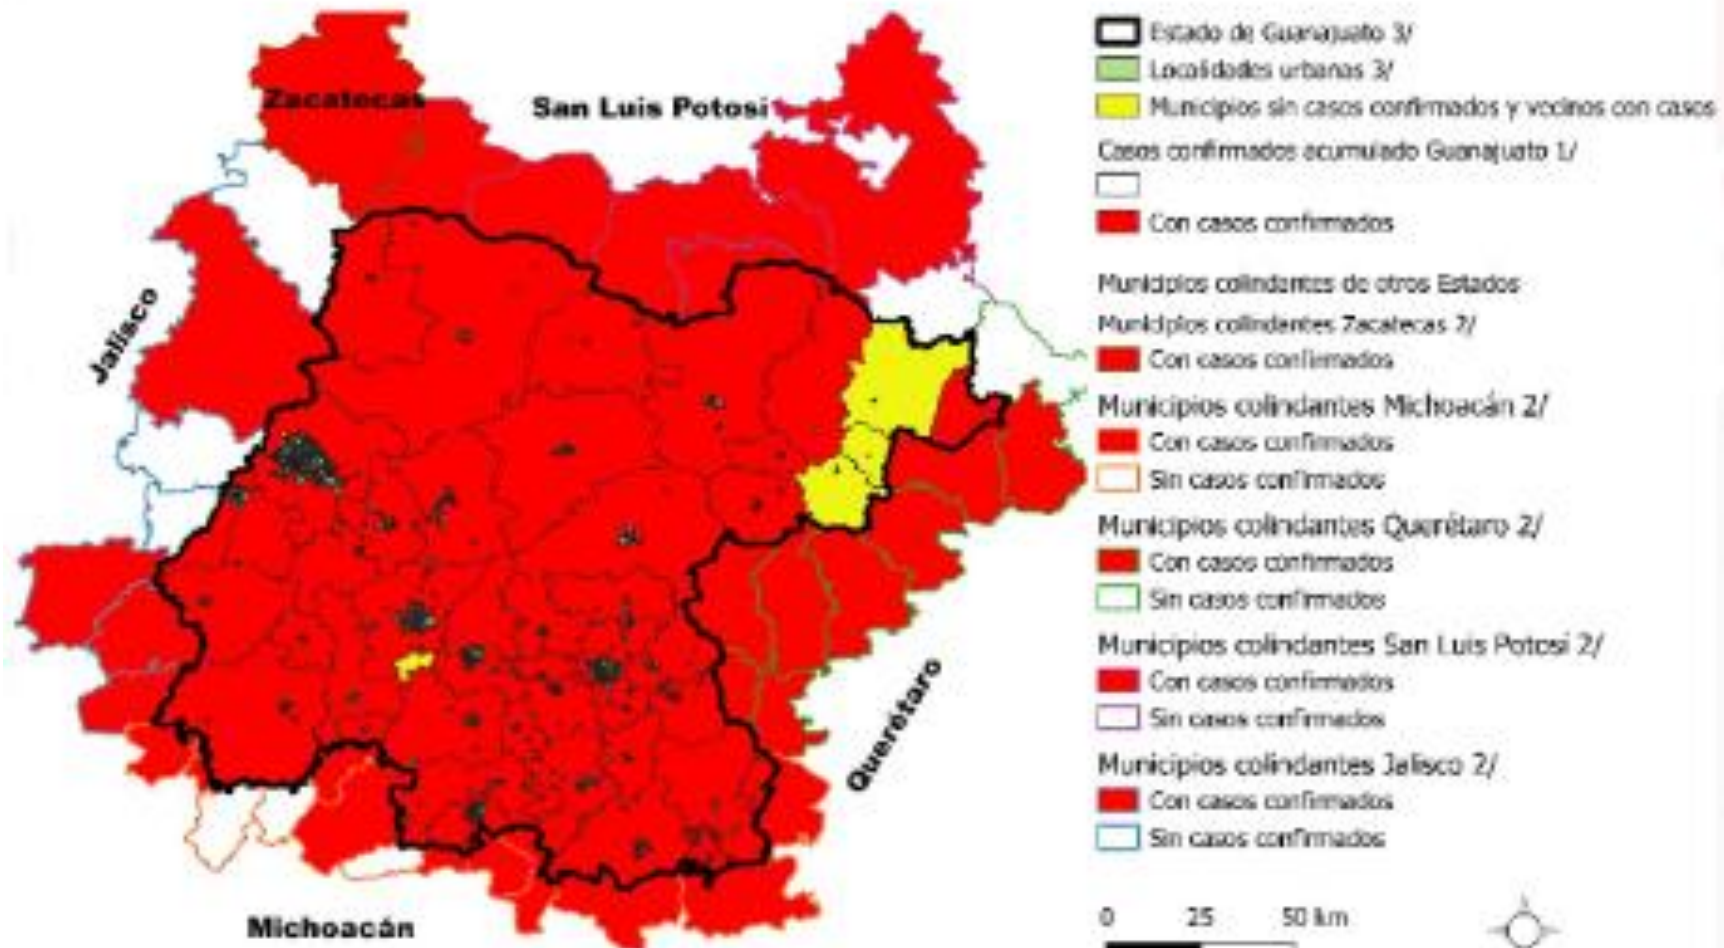 Zacatecas
San Luis Potosí
Jalisco
Querétaro
Michoacán
Estado de Guanajuato 3/
Localidades urbanas 3/
Municipios sin casos confirmados y vecinos con casos
Casos confirmados acumulado Guanajuato 1/
Con casos confirmados
Municipios colindantes de otros Estados
Municipios colindantes Zacatecas 2/
Con casos confirmados
Municipios colindantes Michoacán 2/
Con casos confirmados
Sin casos confirmados
Municipios colindantes Querétaro 2/
Con casos confirmados
Sin casos confirmados
Municipios colindantes San Luis Potosí 2/
Con casos confirmados
Sin casos confirmados
Municipios colindantes Jalisco 2/
Con casos confirmados
Sin casos confirmados
0 25 50 km